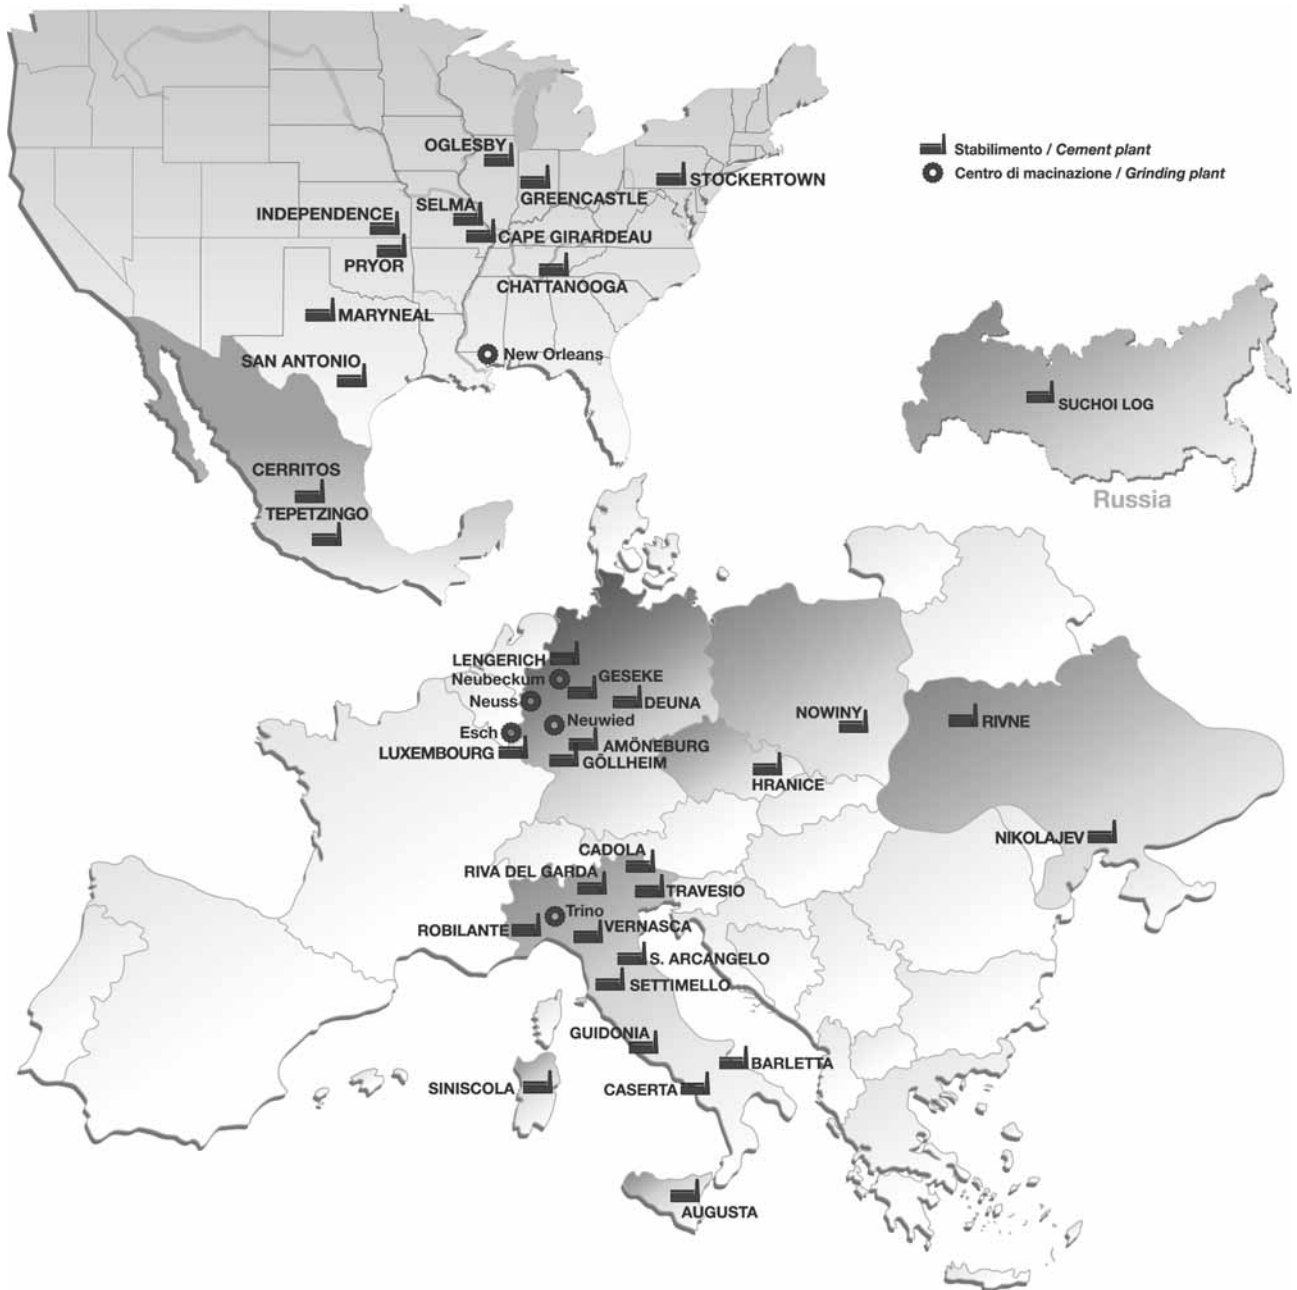 OGLESBY
Stabilimento / Cement plant
Centro di macinazione / Grinding plant
STOCKERTOWN
GREENCASTLE
SELMA
INDEPENDENCE
CAPE GIRARDEAU
PRYOR
CHATTANOOGA
MARYNEAL
New Orleans
SAN ANTONIO
SUCHOI LOG
Russia
CERRITOS
TEPETZINGO
LENGERICH
Neubeckum
GESEKE
Neuss
DEUNA
NOWINY
RIVNE
Neuwied
Esch
AMÖNEBURG
LUXEMBOURG
GÖLLHEIM
HRANICE
NIKOLAJEV
CADOLA
RIVA DEL GARDA
TRAVESIO
Trino
VERNASCA
ROBILANTE
S. ARCANGELO
SETTIMELLO
GUIDONIA
BARLETTA
SINISCOLA
CASERTA
AUGUSTA